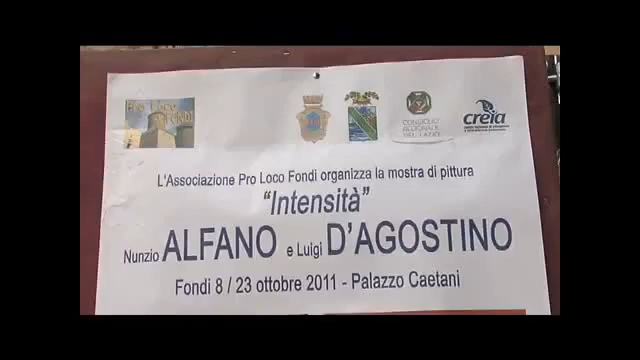 Pro Loco FONDI
CONSIGLIO
REGIONALE
DEL LAZIO
creia
L'Associazione Pro Loco Fondi organizza la mostra di pittura
"Intensità"
Nunzio ALFANO e Luigi D'AGOSTINO
Fondi 8 / 23 ottobre 2011 - Palazzo Caetani